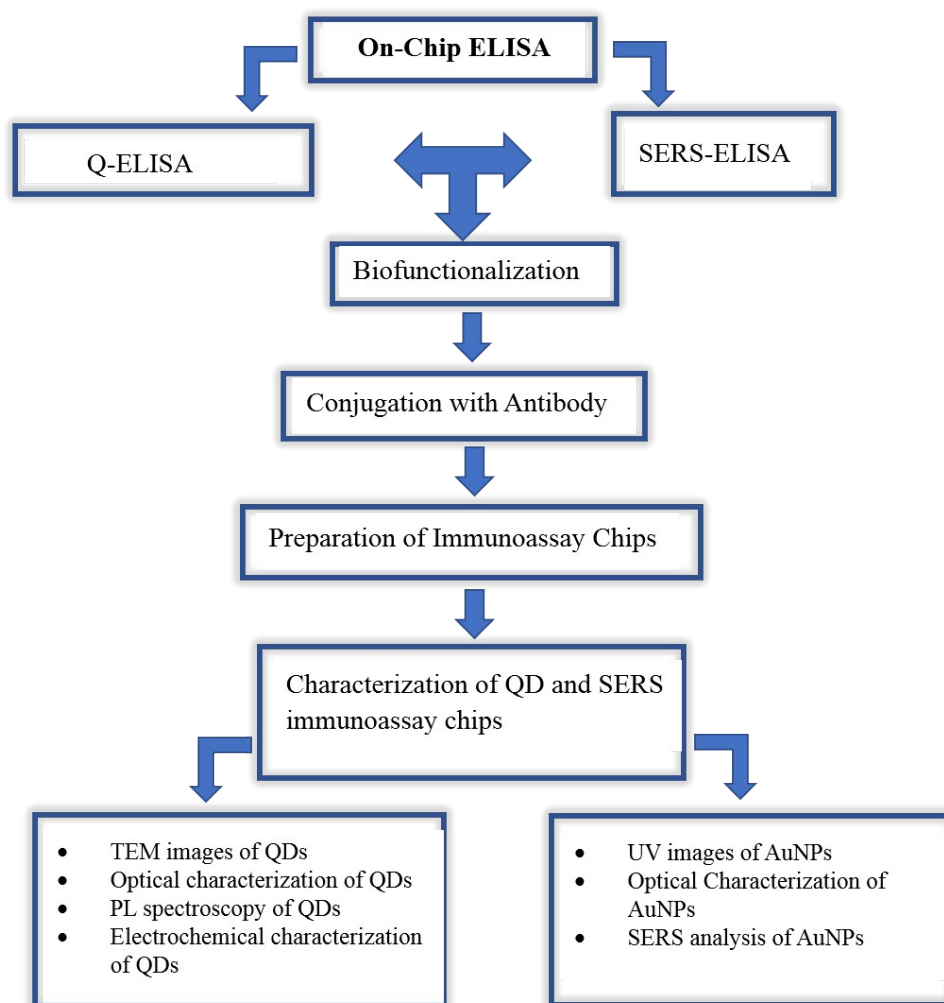 On-Chip ELISA
Q-ELISA
SERS-ELISA
Biofunctionalization
Conjugation with Antibody
Preparation of Immunoassay Chips
Characterization of QD and SERS
immunoassay chips
• TEM images of QDs
• Optical characterization of QDs
• PL spectroscopy of QDs
• Electrochemical characterization
of QDs
• UV images of AuNPs
• Optical Characterization of
AuNPs
• SERS analysis of AuNPs